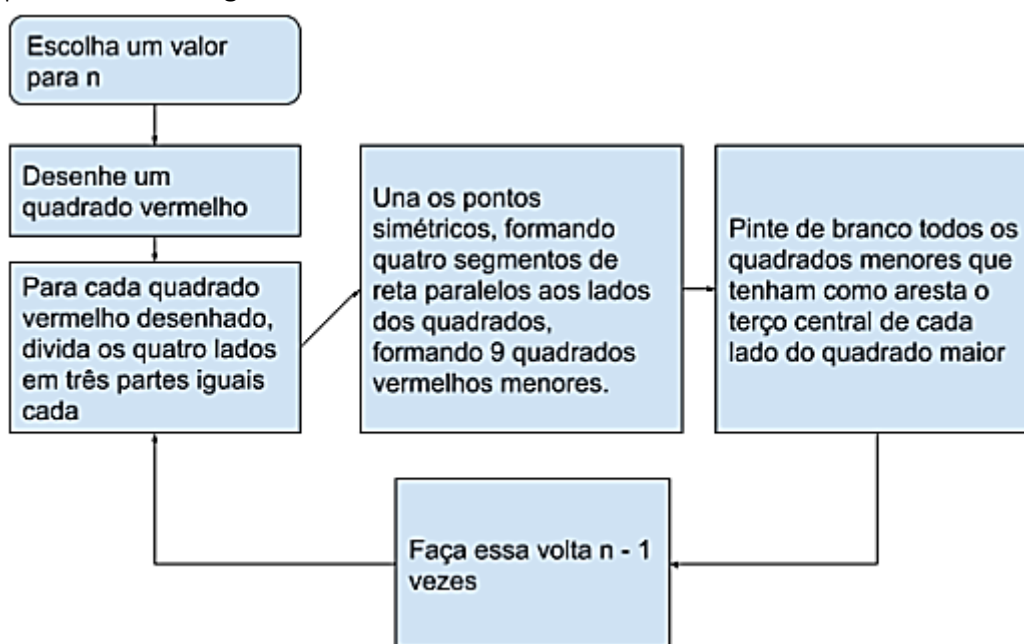 Escolha um valor
para n
Desenhe um
quadrado vermelho
Para cada quadrado
vermelho desenhado,
divida os quatro lados
em três partes iguais
cada
Una os pontos
simétricos, formando
quatro segmentos de
reta paralelos aos lados
dos quadrados,
formando 9 quadrados
vermelhos menores.
Pinte de branco todos os
quadrados menores que
tenham como aresta o
terço central de cada
lado do quadrado maior
Faça essa volta n - 1
vezes